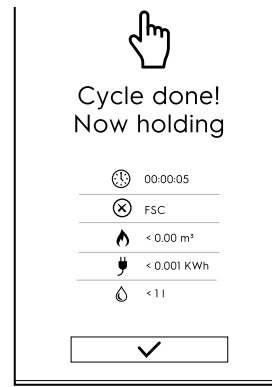 Cycle done!
Now holding
00:00:05
FSC
< 0.00 m³
< 0.001 KWh
< 1 l